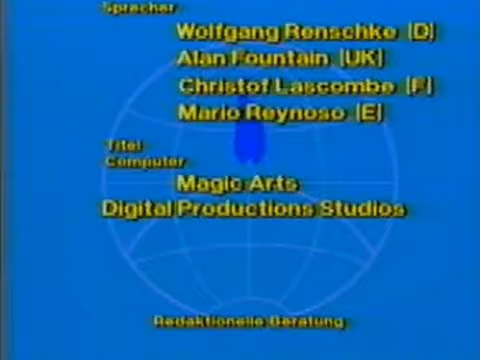 Sprecher
Wolfgang Renschke (D)
Alan Fountain (UK)
Christof Lascombe (F)
Mario Reynoso (E)
Titel
Computer
Magic Arts
Digital Productions Studios
Redaktionelle Beratung